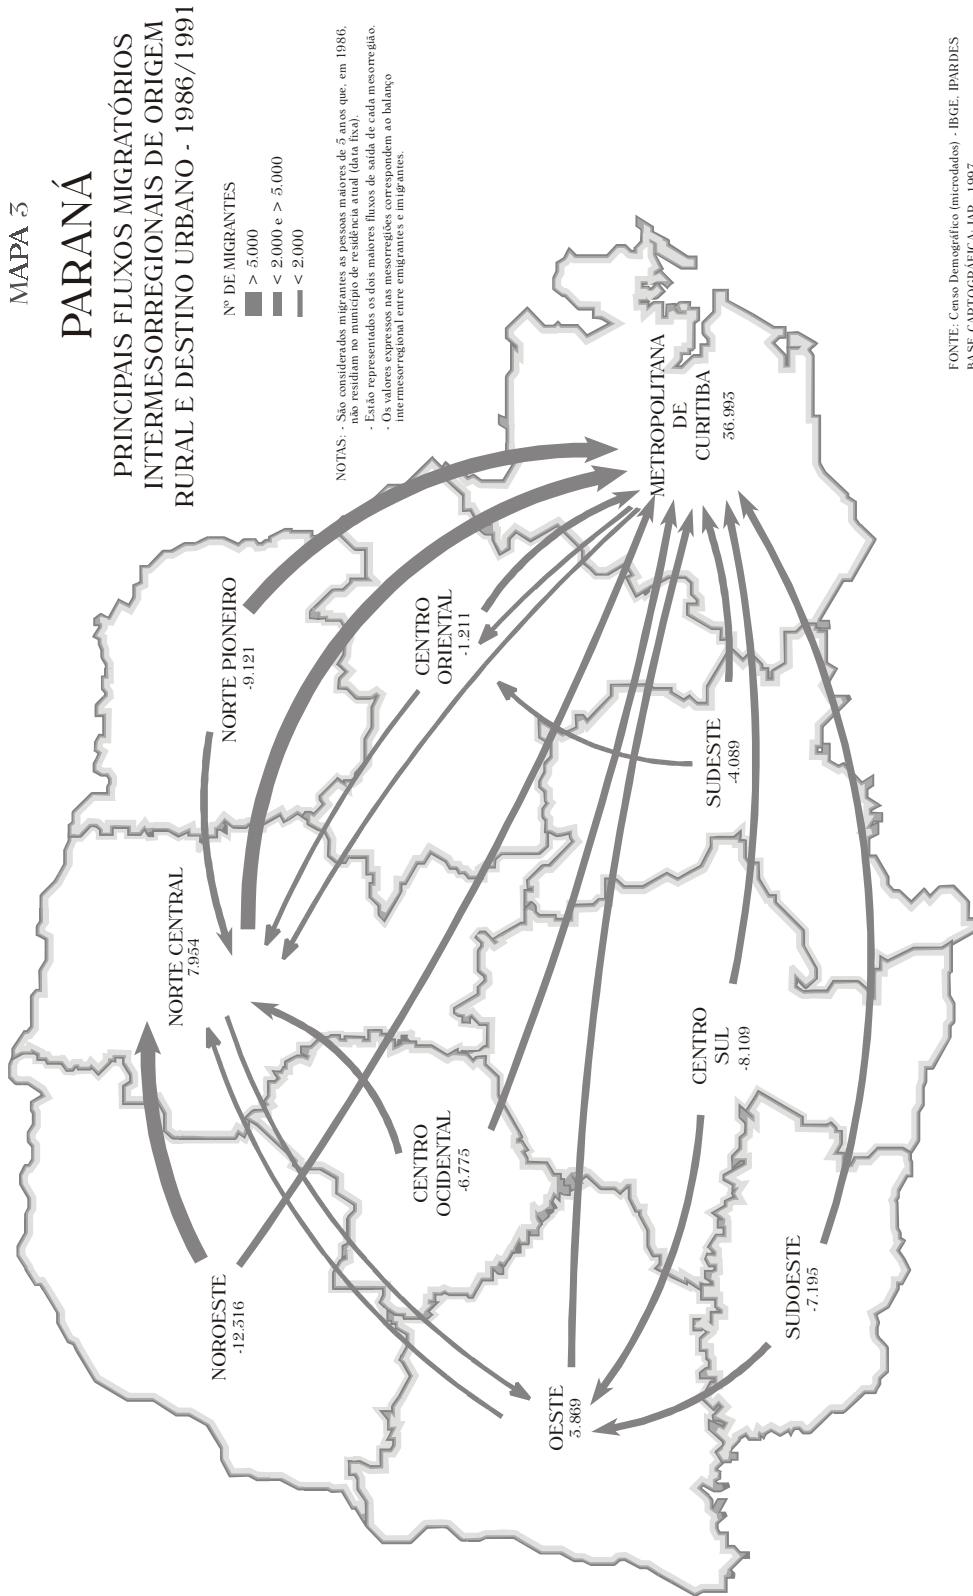 MAPA 3
PARANÁ
PRINCIPAIS FLUXOS MIGRATÓRIOS
INTERMESORREGIONAIS DE ORIGEM
RURAL E DESTINO URBANO - 1986/1991
Nº DE MIGRANTES
> 5.000
< 2.000 e > 5.000
< 2.000
NOTAS: - São considerados migrantes as pessoas maiores de 5 anos que, em 1986,
não residiam no município de residência atual (data fixa).
- Estão representados os dois maiores fluxos de saída de cada mesorregião.
- Os valores expressos nas mesorregiões correspondem ao balanço
intermesorregional entre emigrantes e imigrantes.
NOROESTE
-12.316
NORTE CENTRAL
7.954
NORTE PIONEIRO
-9.121
CENTRO
OCIDENTAL
-6.775
CENTRO
ORIENTAL
-1.211
OESTE
3.869
METROPOLITANA
DE
CURITIBA
36.993
CENTRO
SUL
-8.109
SUDESTE
-4.089
SUDOESTE
-7.195
FONTE: Censo Demográfico (microdados) - IBGE, IPARDES
BASE CARTOGRÁFICA: IAP - 1997